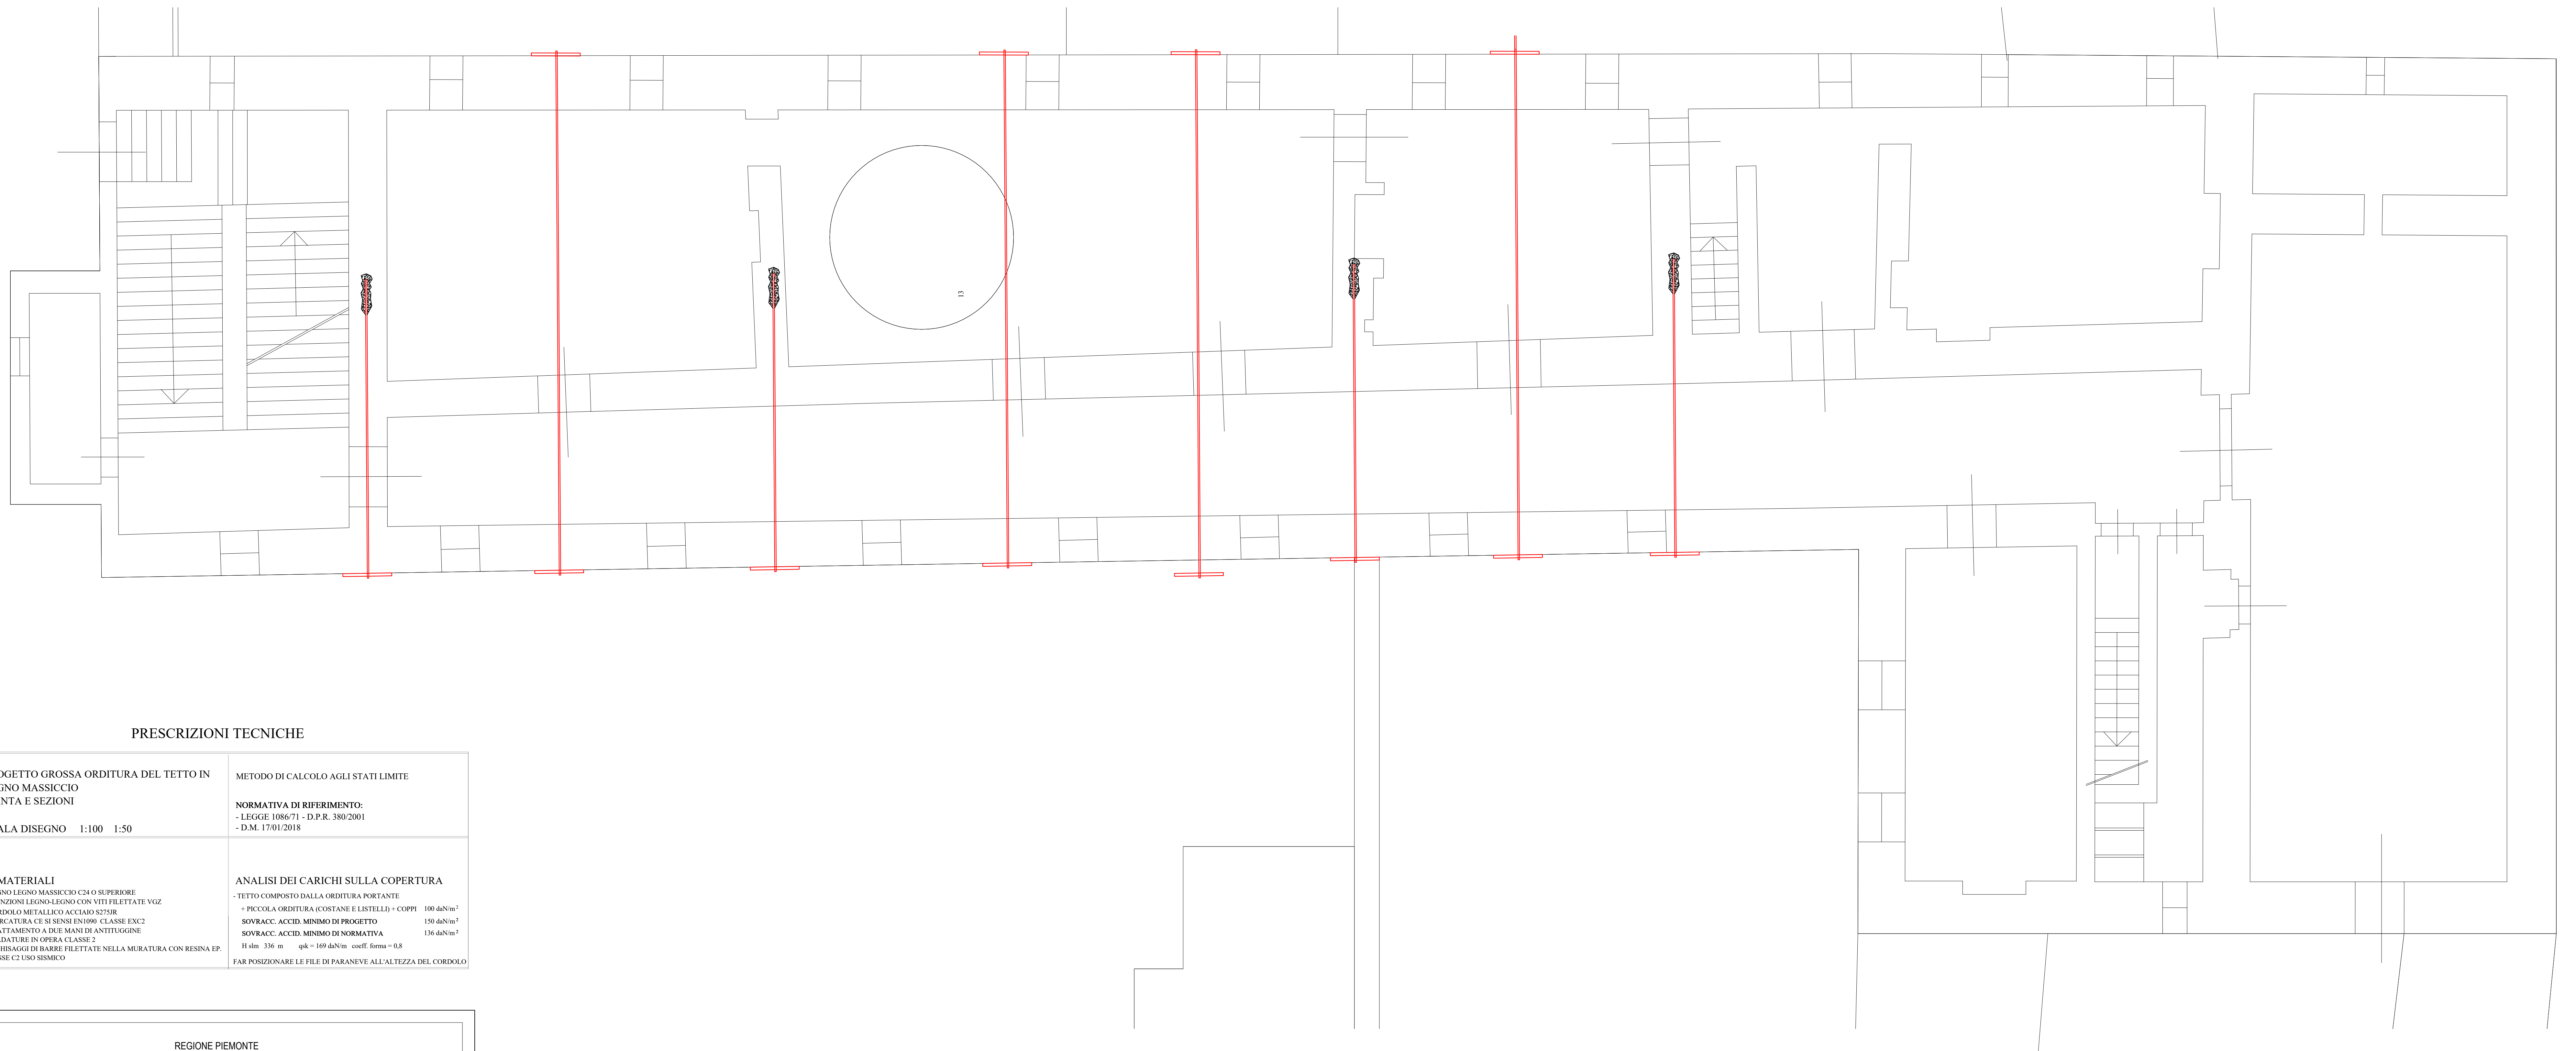 13
PRESCRIZIONI TECNICHE
OGETTO GROSSA ORDITURA DEL TETTO IN
GNO MASSICCIO
NTA E SEZIONI
ALA DISEGNO 1:100 1:50
METODO DI CALCOLO AGLI STATI LIMITE
NORMATIVA DI RIFERIMENTO:
- LEGGE 1086/71 - D.P.R. 380/2001
- D.M. 17/01/2018
MATERIALI
GNO LEGNO MASSICCIO C24 O SUPERIORE
NZIONI LEGNO-LEGNO CON VITI FILETTATE VGZ
RDOLO METALLICO ACCIAIO S275JR
RCATURA CE SI SENSI EN1090 CLASSE EXC2
ATTAMENTO A DUE MANI DI ANTITUGGINE
DATURE IN OPERA CLASSE 2
HISAGGI DI BARRE FILETTATE NELLA MURATURA CON RESINA EP.
SSE C2 USO SISMICO
ANALISI DEI CARICHI SULLA COPERTURA
- TETTO COMPOSTO DALLA ORDITURA PORTANTE
+ PICCOLA ORDITURA (COSTANE E LISTELLI) + COPPI 100 daN/m²
SOVRACC. ACCID. MINIMO DI PROGETTO 150 daN/m²
SOVRACC. ACCID. MINIMO DI NORMATIVA 136 daN/m²
H slm 336 m qsk = 169 daN/m coeff. forma = 0,8
FAR POSIZIONARE LE FILE DI PARANEVE ALL'ALTEZZA DEL CORDOLO
REGIONE PIEMONTE